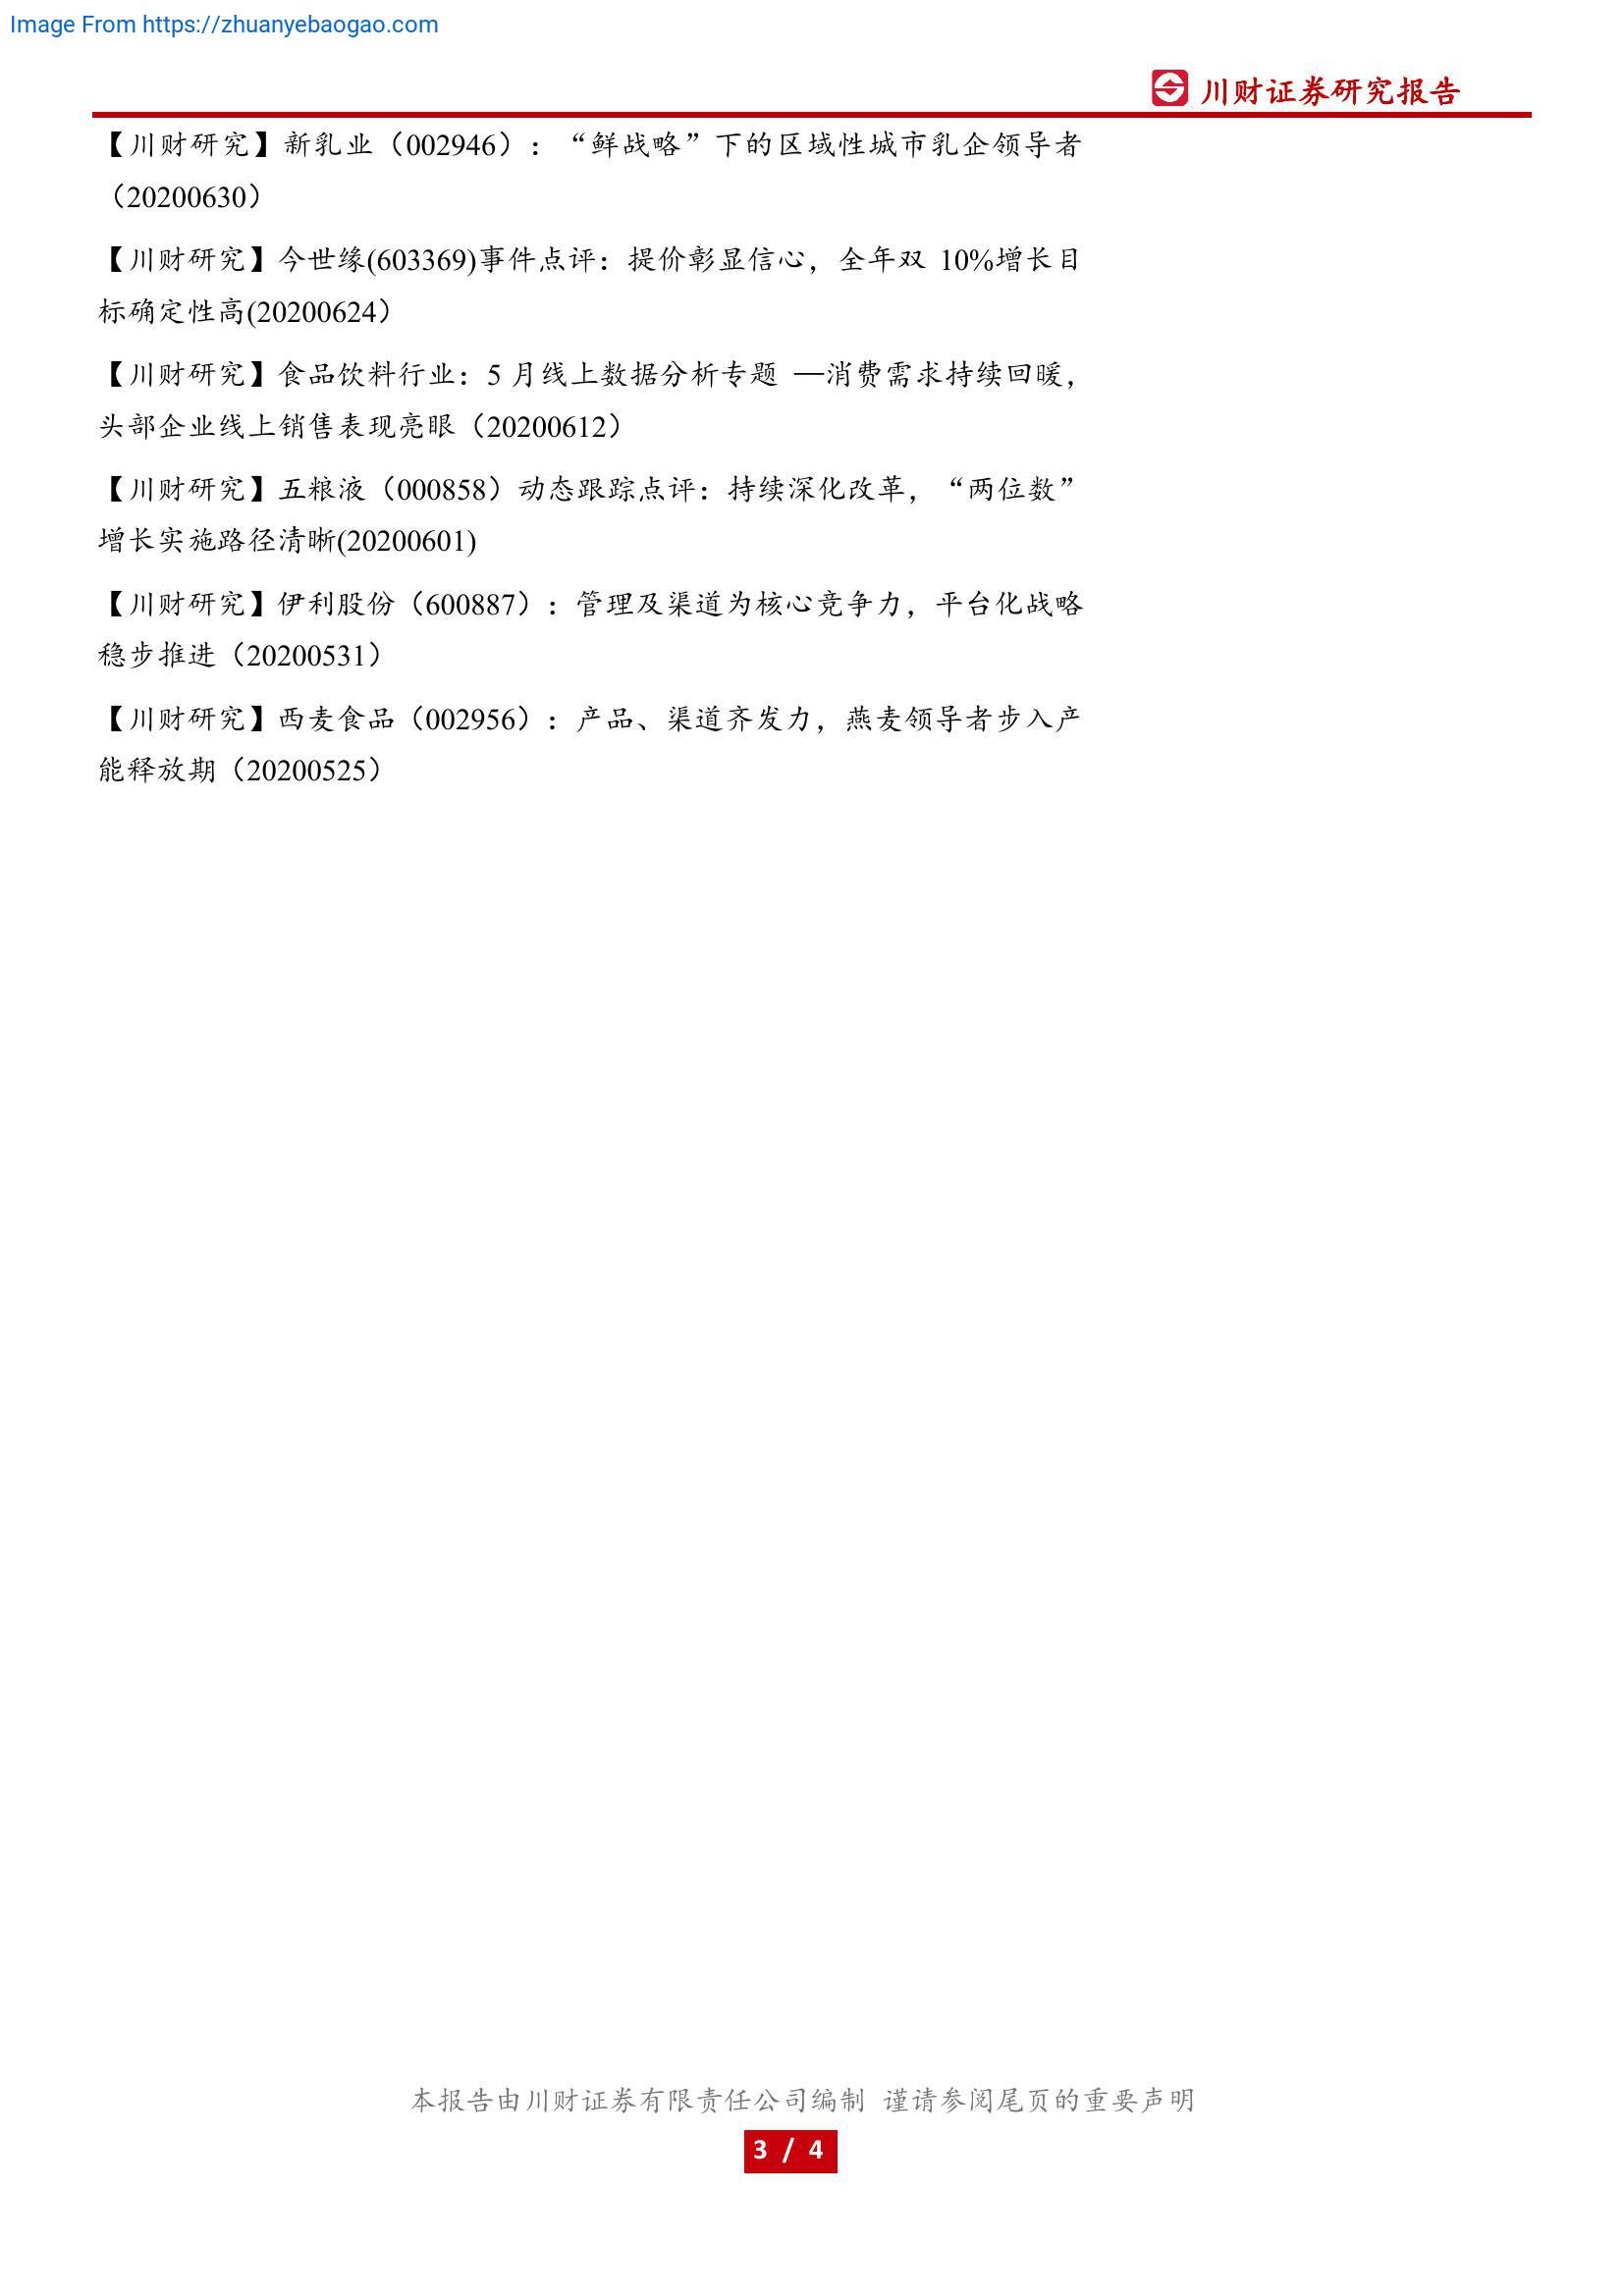 Image From https://zhuanyebaogao.com
川财证券研究报告
【川财研究】新乳业（002946）：“鲜战略”下的区域性城市乳企领导者
（20200630）
【川财研究】今世缘(603369)事件点评：提价彰显信心，全年双 10%增长目
标确定性高(20200624）
【川财研究】食品饮料行业：5 月线上数据分析专题 —消费需求持续回暖，
头部企业线上销售表现亮眼（20200612）
【川财研究】五粮液（000858）动态跟踪点评：持续深化改革，“两位数”
增长实施路径清晰(20200601)
【川财研究】伊利股份（600887）：管理及渠道为核心竞争力，平台化战略
稳步推进（20200531）
【川财研究】西麦食品（002956）：产品、渠道齐发力，燕麦领导者步入产
能释放期（20200525）
本报告由川财证券有限责任公司编制 谨请参阅尾页的重要声明
3 / 4